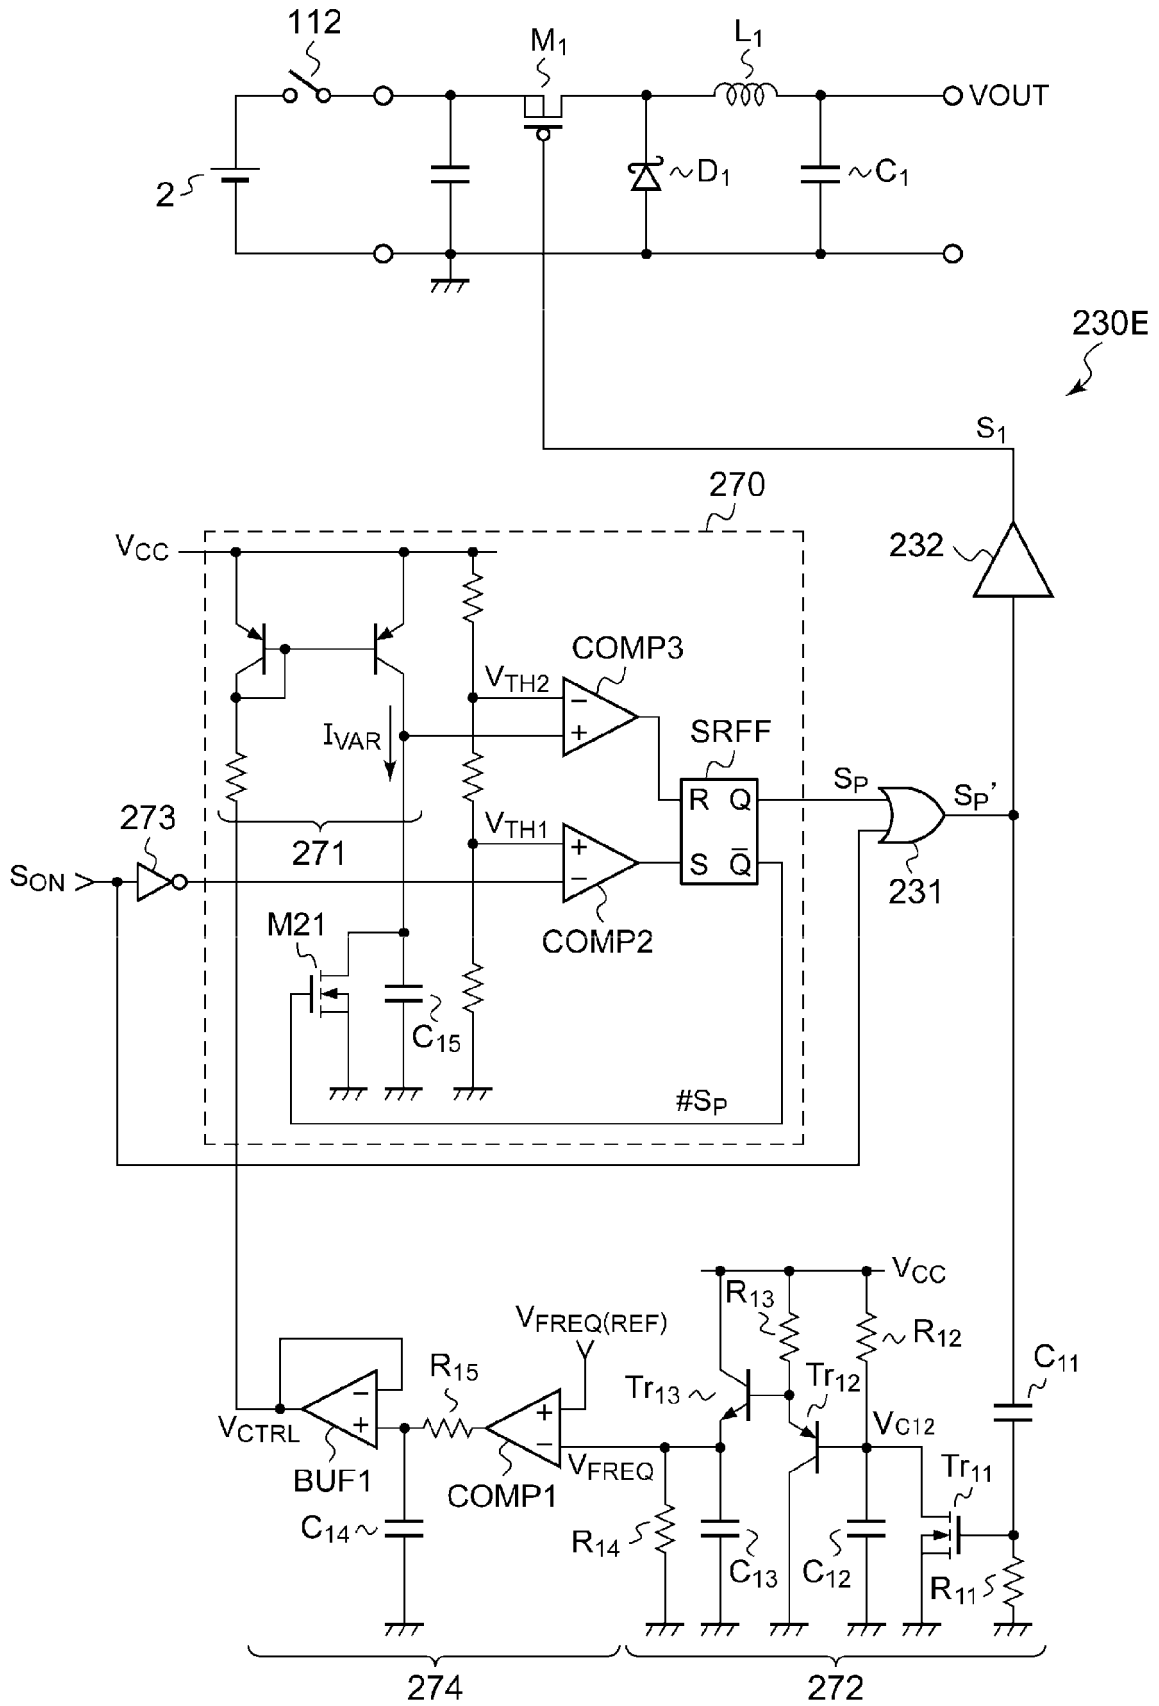 112
M1
L1
VOUT
2
D1
C1
230E
S1
270
VCC
232
COMP3
VTH2
− +
IVAR
SRFF
R Q
SP
SP'
273
VTH1
271
SON
+ −
S Q̅
231
M21
COMP2
C15
#SP
VCC
VFREQ(REF)
R13
R12
R15
Tr13
Tr12
C11
− +
+ −
VCTRL
VC12
BUF1
COMP1
VFREQ
Tr11
C14
R14
C13
C12
R11
274
272